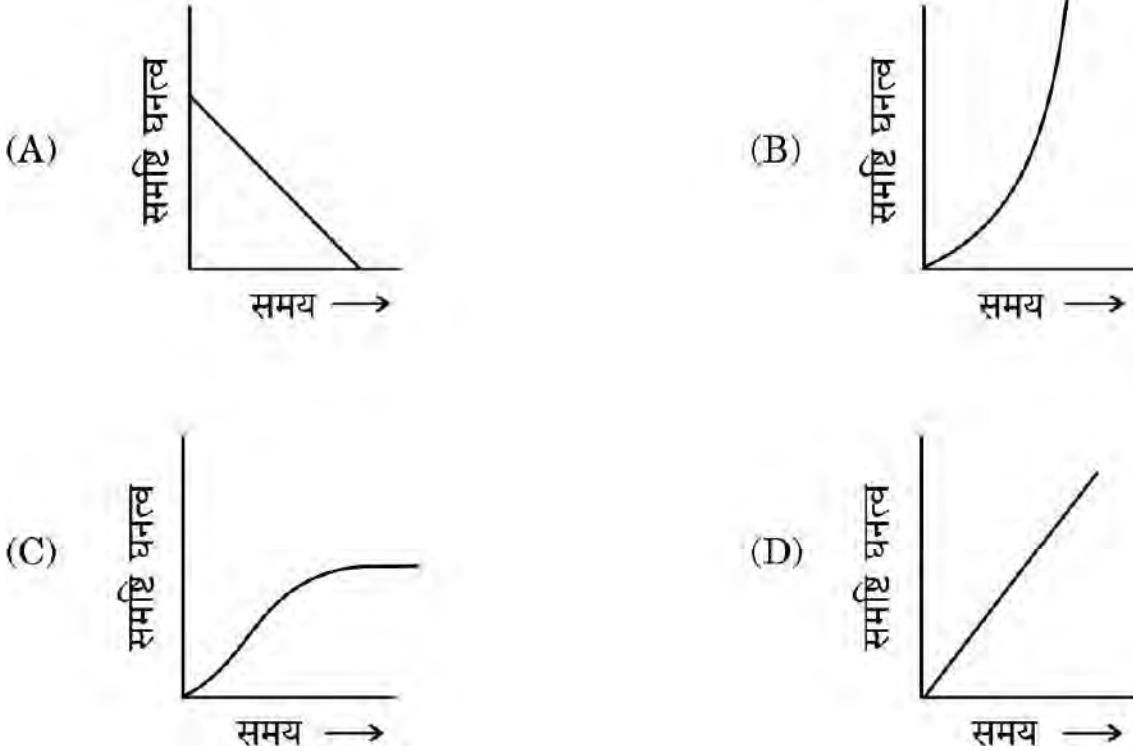 (A) समष्टि घनत्व
समय →
(B) समष्टि घनत्व
समय →
(C) समष्टि घनत्व
समय →
(D) समष्टि घनत्व
समय →